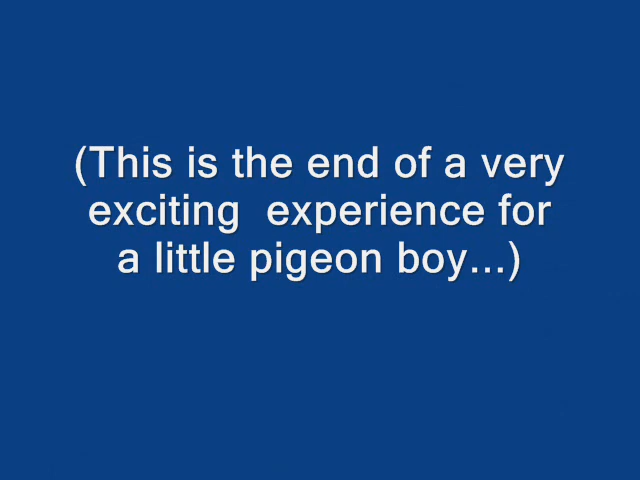 (This is the end of a very
exciting  experience for
a little pigeon boy...)